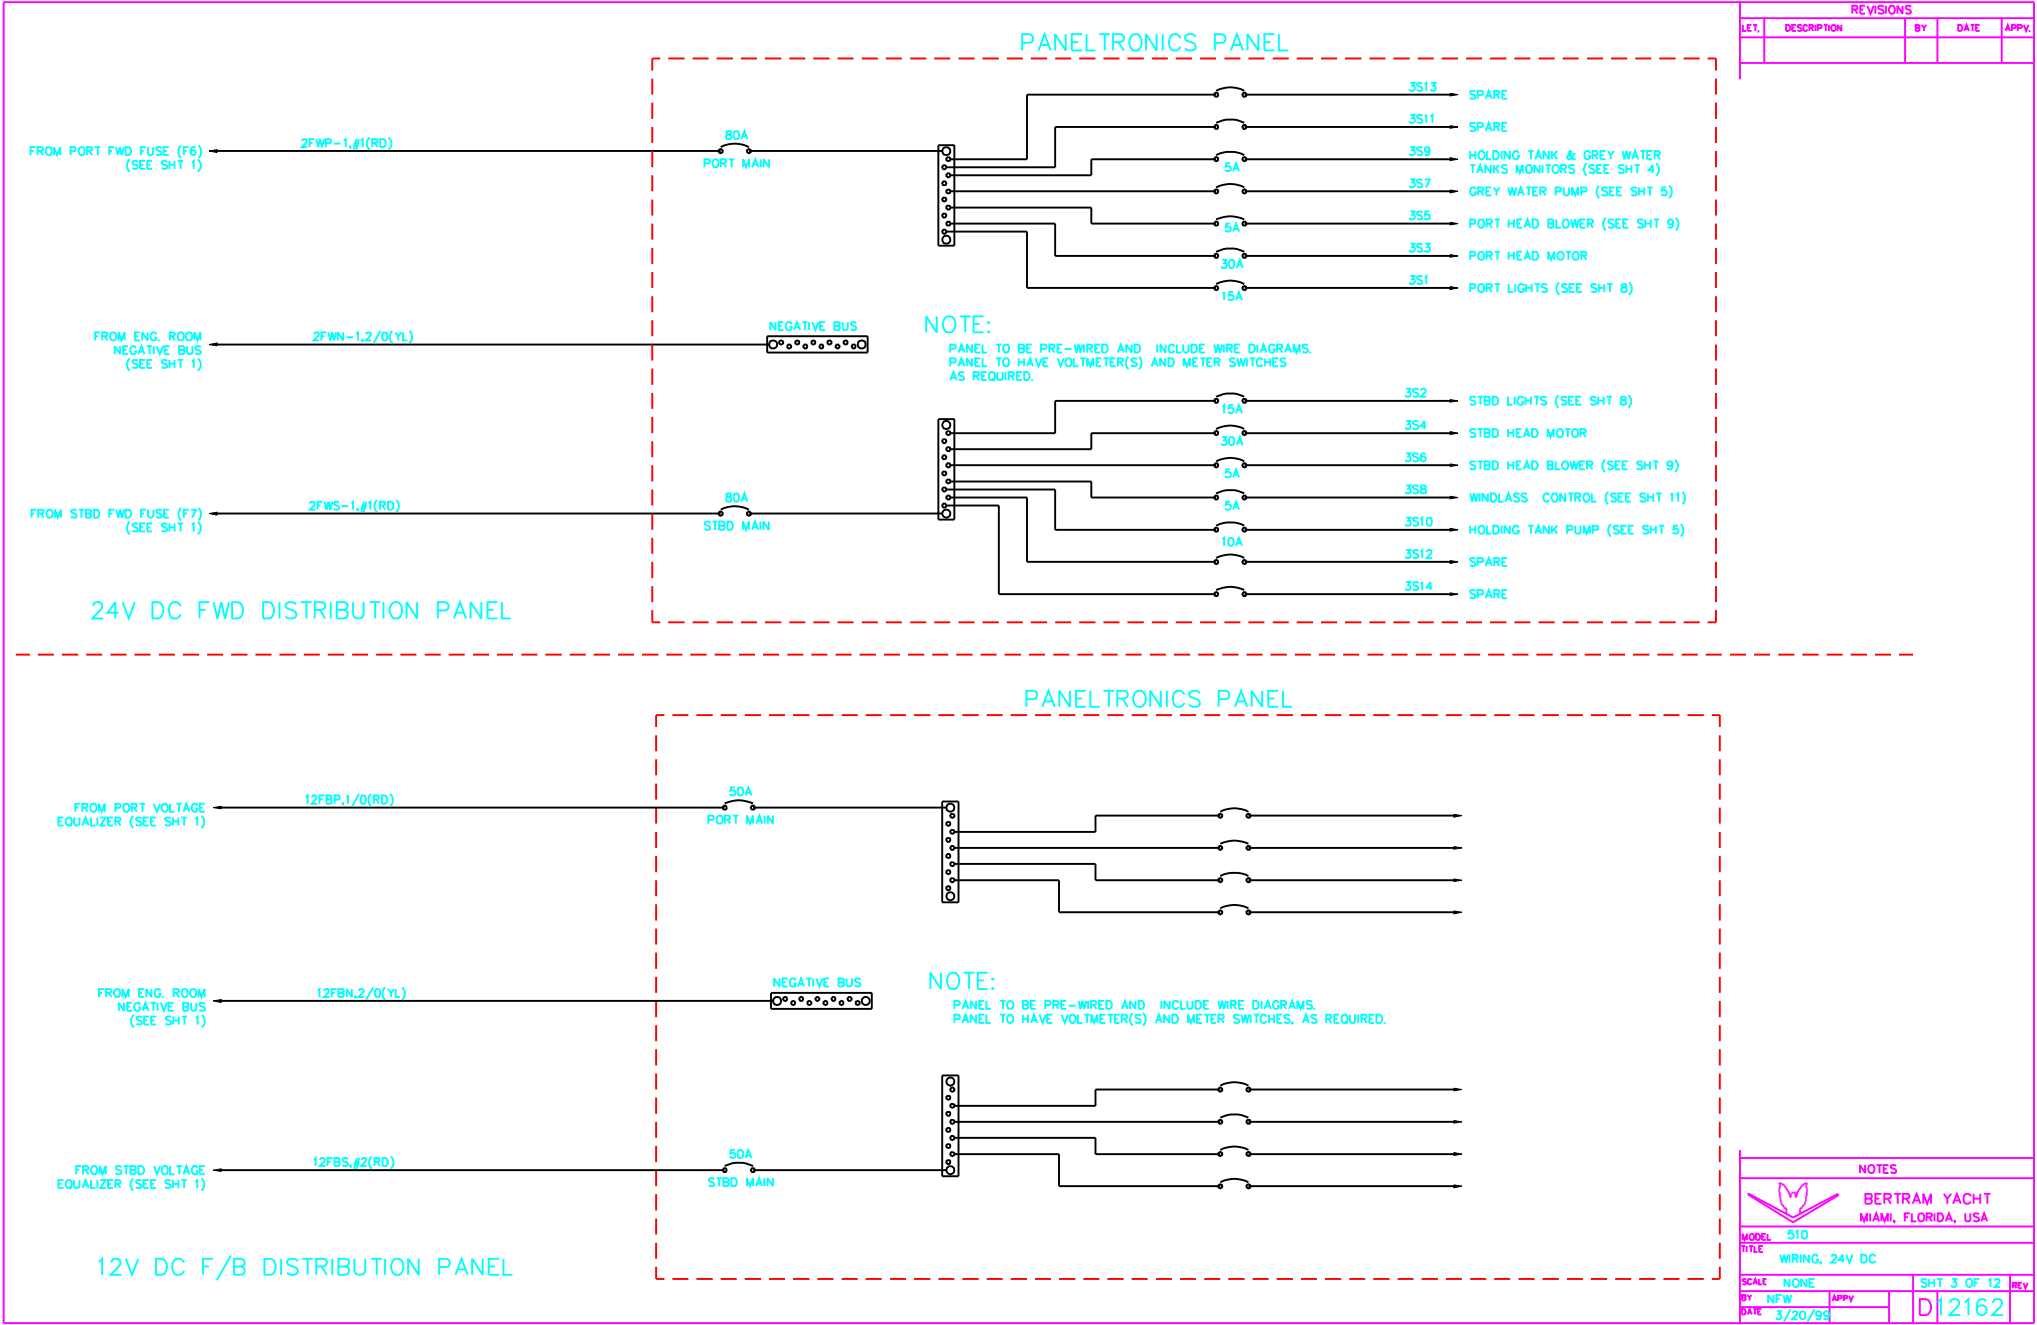 REVISIONS
LET. DESCRIPTION BY DATE APPV.
PANELTRONICS PANEL
3S13 SPARE
3S11 SPARE
3S9 HOLDING TANK & GREY WATER
TANKS MONITORS (SEE SHT 4)
5A
3S7 GREY WATER PUMP (SEE SHT 5)
3S5 PORT HEAD BLOWER (SEE SHT 9)
5A
3S3 PORT HEAD MOTOR
30A
3S1 PORT LIGHTS (SEE SHT 8)
15A
FROM PORT FWD FUSE (F6)
(SEE SHT 1)
2FWP-1,#1(RD)
80A
PORT MAIN
FROM ENG. ROOM
NEGATIVE BUS
(SEE SHT 1)
2FWN-1,2/0(YL)
NEGATIVE BUS
NOTE:
PANEL TO BE PRE-WIRED AND INCLUDE WIRE DIAGRAMS.
PANEL TO HAVE VOLTMETER(S) AND METER SWITCHES
AS REQUIRED.
3S2 STBD LIGHTS (SEE SHT 8)
15A
3S4 STBD HEAD MOTOR
30A
3S6 STBD HEAD BLOWER (SEE SHT 9)
5A
3S8 WINDLASS CONTROL (SEE SHT 11)
5A
3S10 HOLDING TANK PUMP (SEE SHT 5)
10A
3S12 SPARE
3S14 SPARE
FROM STBD FWD FUSE (F7)
(SEE SHT 1)
2FWS-1,#1(RD)
80A
STBD MAIN
24V DC FWD DISTRIBUTION PANEL
PANELTRONICS PANEL
FROM PORT VOLTAGE
EQUALIZER (SEE SHT 1)
12FBP,1/0(RD)
50A
PORT MAIN
FROM ENG. ROOM
NEGATIVE BUS
(SEE SHT 1)
12FBN,2/0(YL)
NEGATIVE BUS
NOTE:
PANEL TO BE PRE-WIRED AND INCLUDE WIRE DIAGRAMS.
PANEL TO HAVE VOLTMETER(S) AND METER SWITCHES, AS REQUIRED.
FROM STBD VOLTAGE
EQUALIZER (SEE SHT 1)
12FBS,#2(RD)
50A
STBD MAIN
12V DC F/B DISTRIBUTION PANEL
NOTES
BERTRAM YACHT
MIAMI, FLORIDA, USA
MODEL 510
TITLE
WIRING, 24V DC
SCALE NONE SHT 3 OF 12 REV
BY NFW APPV
DATE 3/20/99
D 12162